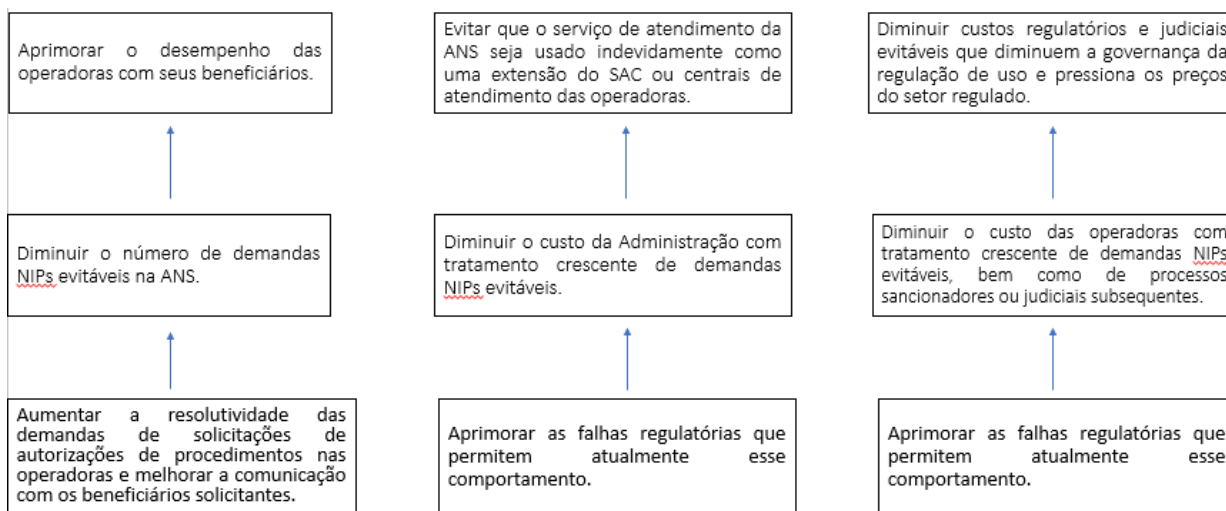 Aprimorar o desempenho das
operadoras com seus beneficiários.
Evitar que o serviço de atendimento da
ANS seja usado indevidamente como
uma extensão do SAC ou centrais de
atendimento das operadoras.
Diminuir custos regulatórios e judiciais
evitáveis que diminuem a governança da
regulação de uso e pressiona os preços
do setor regulado.
Diminuir o número de demandas
NIPs evitáveis na ANS.
Diminuir o custo da Administração com
tratamento crescente de demandas
NIPs evitáveis.
Diminuir o custo das operadoras com
tratamento crescente de demandas NIPs
evitáveis, bem como de processos
sancionadores ou judiciais subsequentes.
Aumentar a resolutividade das
demandas de solicitações de
autorizações de procedimentos nas
operadoras e melhorar a comunicação
com os beneficiários solicitantes.
Aprimorar as falhas regulatórias que
permitem atualmente esse
comportamento.
Aprimorar as falhas regulatórias que
permitem atualmente esse
comportamento.